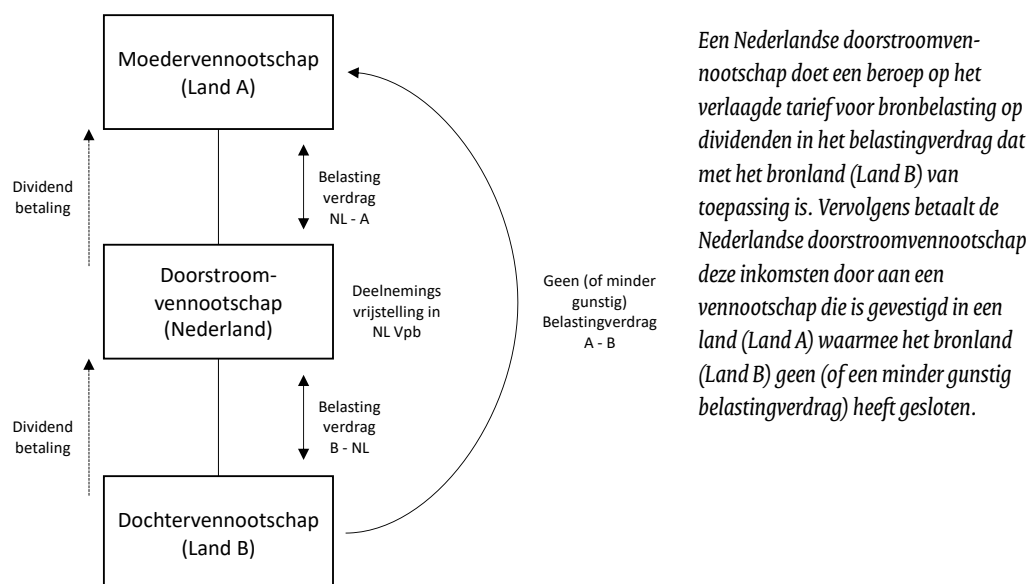 Moedervennootschap
(Land A)
Dividend
betaling
Belasting
verdrag
NL - A
Doorstroom-
vennootschap
(Nederland)
Deelnemings
vrijstelling in
NL Vpb
Geen (of minder
gunstig)
Belastingverdrag
A - B
Dividend
betaling
Belasting
verdrag
B - NL
Dochtervennootschap
(Land B)
Een Nederlandse doorstroomven-
nootschap doet een beroep op het
verlaagde tarief voor bronbelasting op
dividenden in het belastingverdrag dat
met het bronland (Land B) van
toepassing is. Vervolgens betaalt de
Nederlandse doorstroomvennootschap
deze inkomsten door aan een
vennootschap die is gevestigd in een
land (Land A) waarmee het bronland
(Land B) geen (of een minder gunstig
belastingverdrag) heeft gesloten.